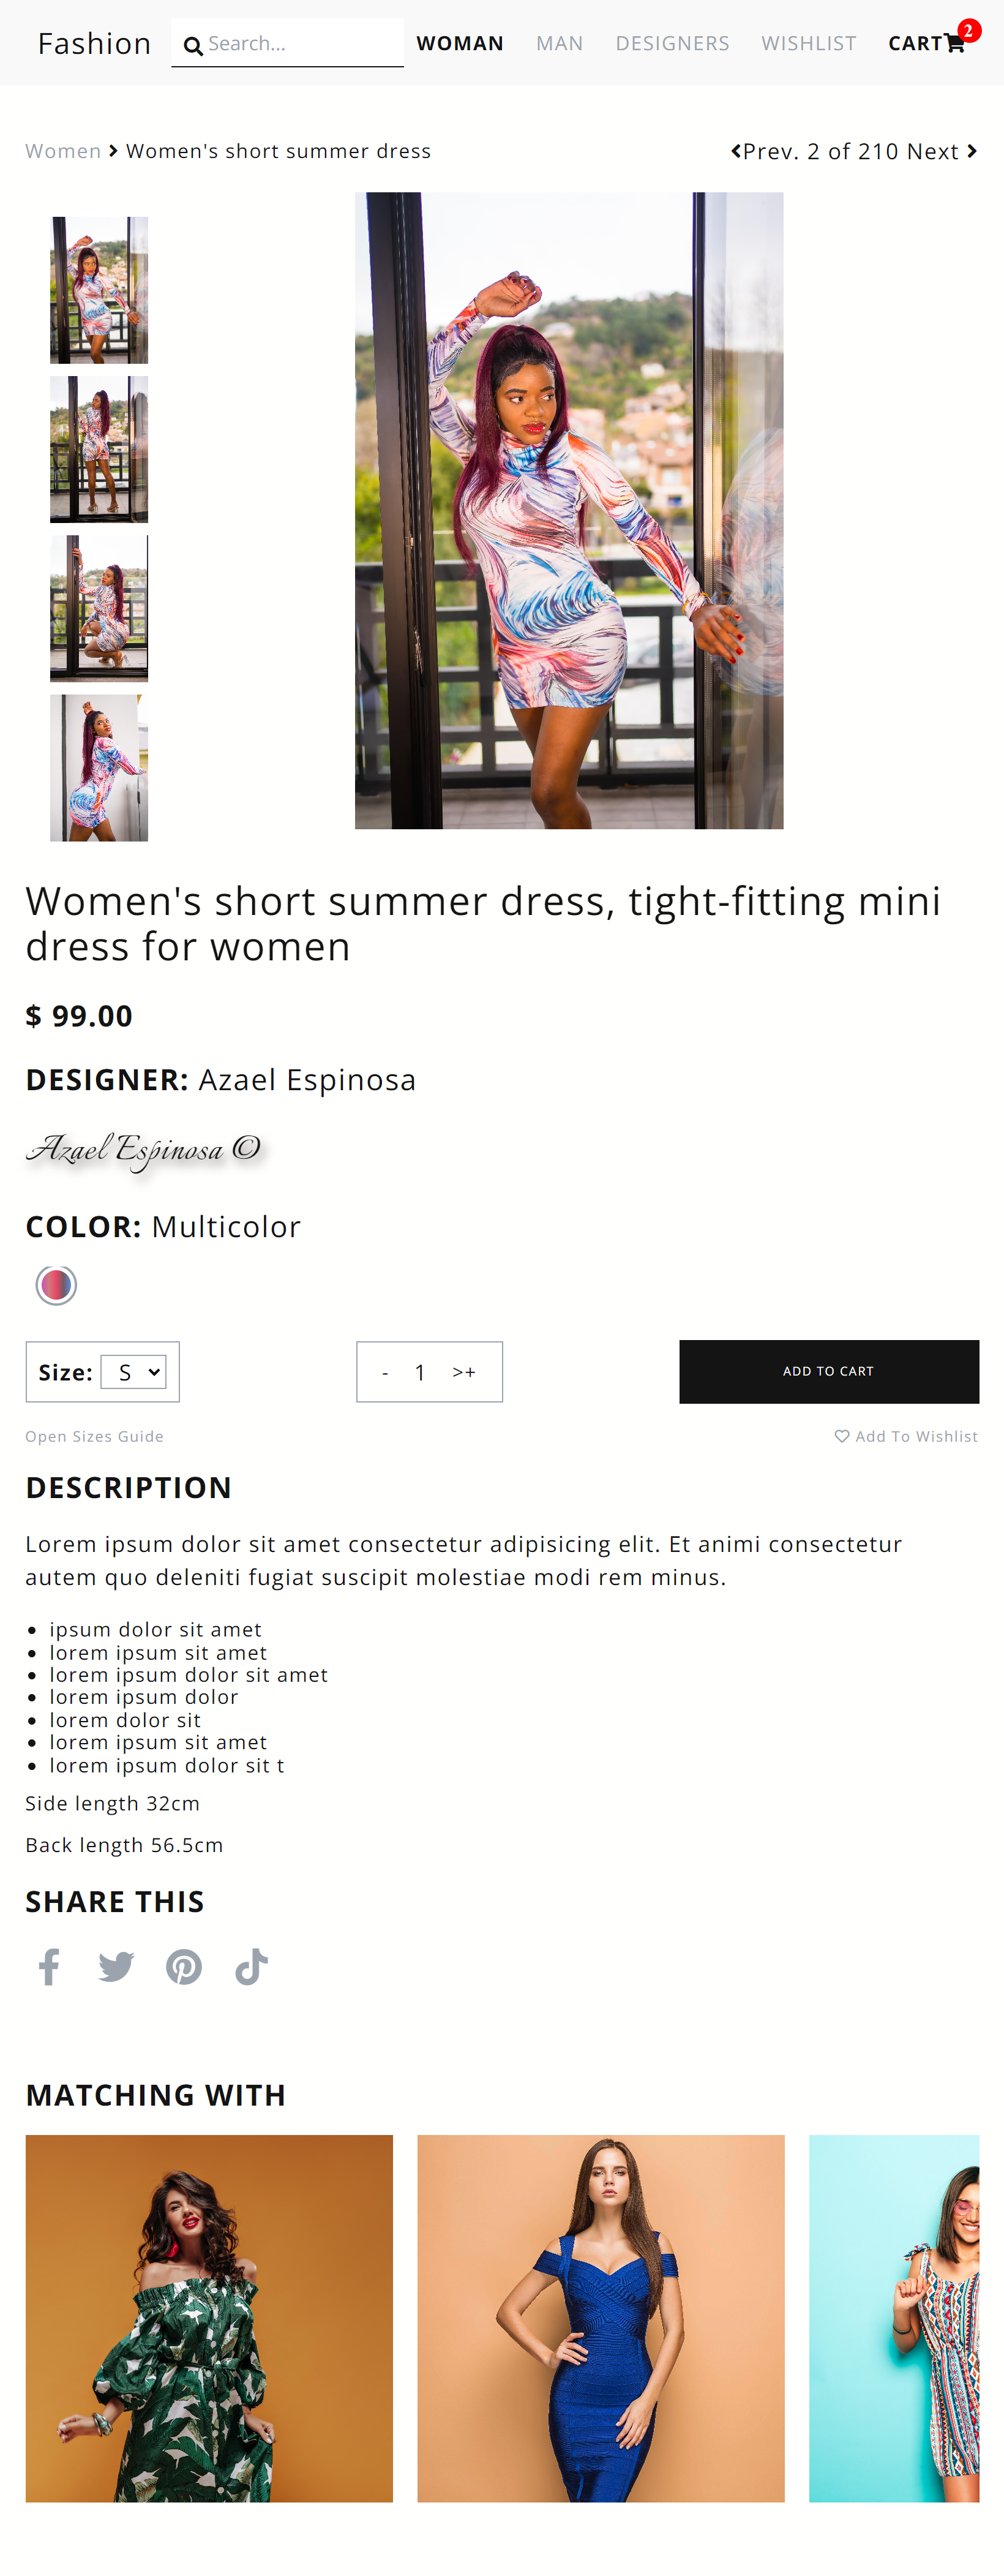 Fashion Search... WOMAN MAN DESIGNERS WISHLIST CART 2
Women Women's short summer dress Prev. 2 of 210 Next
Women's short summer dress, tight-fitting mini
dress for women
$ 99.00
DESIGNER: Azael Espinosa
Azael Espinosa ©
COLOR: Multicolor
Size: S - 1 >+ ADD TO CART
Open Sizes Guide Add To Wishlist
DESCRIPTION
Lorem ipsum dolor sit amet consectetur adipisicing elit. Et animi consectetur
autem quo deleniti fugiat suscipit molestiae modi rem minus.
ipsum dolor sit amet
lorem ipsum sit amet
lorem ipsum dolor sit amet
lorem ipsum dolor
lorem dolor sit
lorem ipsum sit amet
lorem ipsum dolor sit t
Side length 32cm
Back length 56.5cm
SHARE THIS
MATCHING WITH